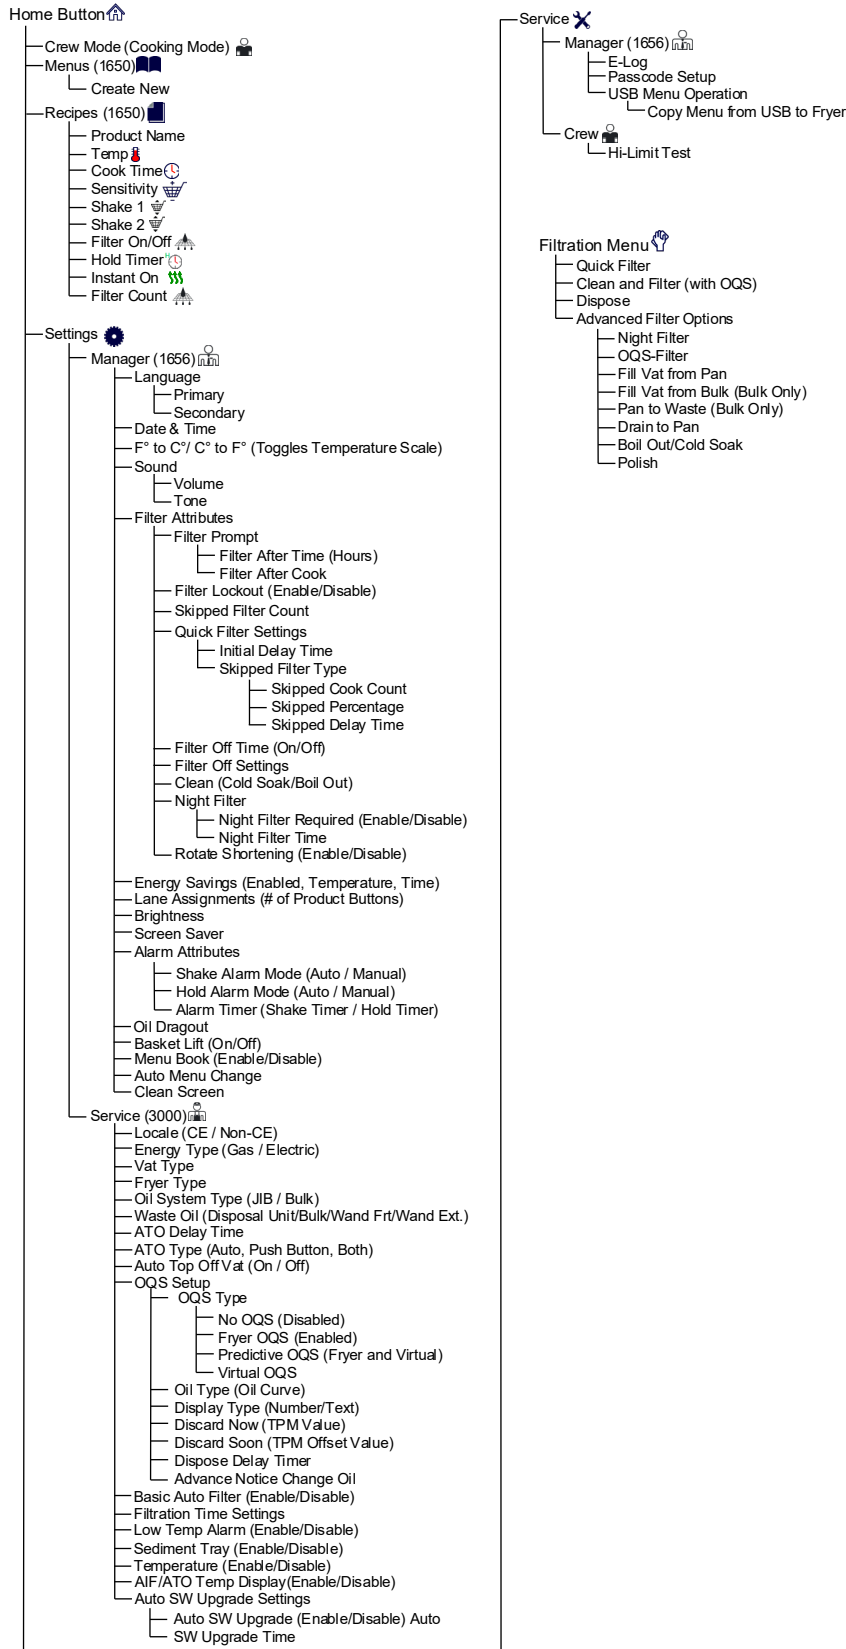 Home Button
Crew Mode (Cooking Mode)
Menus (1650)
Create New
Recipes (1650)
Product Name
Temp
Cook Time
Sensitivity
Shake 1
Shake 2
Filter On/Off
Hold Timer
Instant On
Filter Count
Settings
Manager (1656)
Language
Primary
Secondary
Date & Time
F° to C°/ C° to F° (Toggles Temperature Scale)
Sound
Volume
Tone
Filter Attributes
Filter Prompt
Filter After Time (Hours)
Filter After Cook
Filter Lockout (Enable/Disable)
Skipped Filter Count
Quick Filter Settings
Initial Delay Time
Skipped Filter Type
Skipped Cook Count
Skipped Percentage
Skipped Delay Time
Filter Off Time (On/Off)
Filter Off Settings
Clean (Cold Soak/Boil Out)
Night Filter
Night Filter Required (Enable/Disable)
Night Filter Time
Rotate Shortening (Enable/Disable)
Energy Savings (Enabled, Temperature, Time)
Lane Assignments (# of Product Buttons)
Brightness
Screen Saver
Alarm Attributes
Shake Alarm Mode (Auto / Manual)
Hold Alarm Mode (Auto / Manual)
Alarm Timer (Shake Timer / Hold Timer)
Oil Dragout
Basket Lift (On/Off)
Menu Book (Enable/Disable)
Auto Menu Change
Clean Screen
Service (3000)
Locale (CE / Non-CE)
Energy Type (Gas / Electric)
Vat Type
Fryer Type
Oil System Type (JIB / Bulk)
Waste Oil (Disposal Unit/Bulk/Wand Frt/Wand Ext.)
ATO Delay Time
ATO Type (Auto, Push Button, Both)
Auto Top Off Vat (On / Off)
OQS Setup
OQS Type
No OQS (Disabled)
Fryer OQS (Enabled)
Predictive OQS (Fryer and Virtual)
Virtual OQS
Oil Type (Oil Curve)
Display Type (Number/Text)
Discard Now (TPM Value)
Discard Soon (TPM Offset Value)
Dispose Delay Timer
Advance Notice Change Oil
Basic Auto Filter (Enable/Disable)
Filtration Time Settings
Low Temp Alarm (Enable/Disable)
Sediment Tray (Enable/Disable)
Temperature (Enable/Disable)
AIF/ATO Temp Display(Enable/Disable)
Auto SW Upgrade Settings
Auto SW Upgrade (Enable/Disable) Auto
SW Upgrade Time
Service
Manager (1656)
E-Log
Passcode Setup
USB Menu Operation
Copy Menu from USB to Fryer
Crew
Hi-Limit Test
Filtration Menu
Quick Filter
Clean and Filter (with OQS)
Dispose
Advanced Filter Options
Night Filter
OQS-Filter
Fill Vat from Pan
Fill Vat from Bulk (Bulk Only)
Pan to Waste (Bulk Only)
Drain to Pan
Boil Out/Cold Soak
Polish